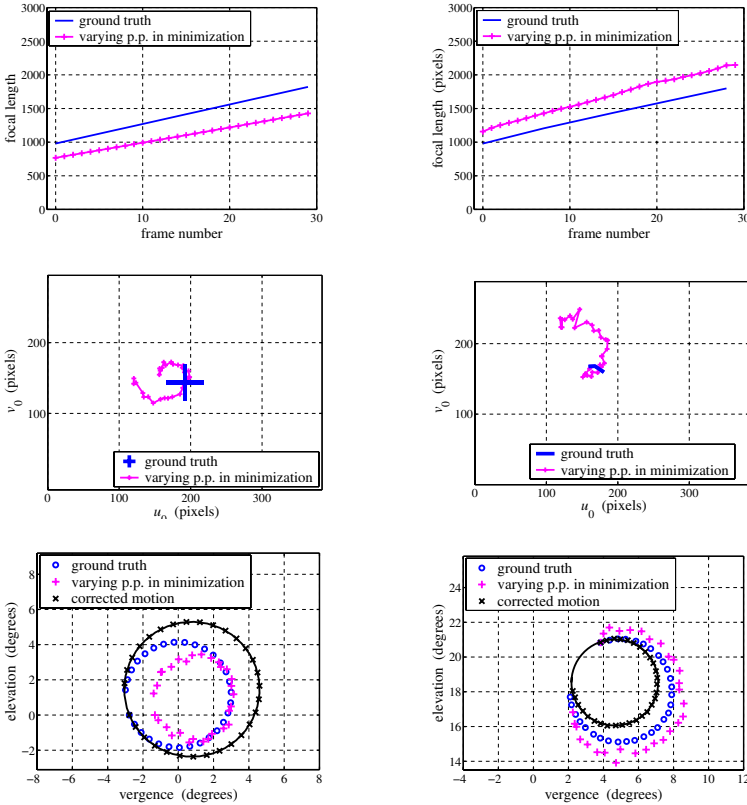 3000
2500
2000
1500
1000
500
0
focal length
ground truth
varying p.p. in minimization
0 10 20 30
frame number
3000
2500
2000
1500
1000
500
0
focal length (pixels)
ground truth
varying p.p. in minimization
0 10 20 30
frame number
200
100
v0 (pixels)
ground truth
varying p.p. in minimization
0 100 200 300
u0 (pixels)
200
100
v0 (pixels)
ground truth
varying p.p. in minimization
0 100 200 300
u0 (pixels)
8
6
4
2
0
−2
elevation (degrees)
ground truth
varying p.p. in minimization
corrected motion
−8 −6 −4 −2 0 2 4 6 8
vergence (degrees)
24
22
20
18
16
14
elevation (degrees)
ground truth
varying p.p. in minimization
corrected motion
−4 −2 0 2 4 6 8 10 12
vergence (degrees)